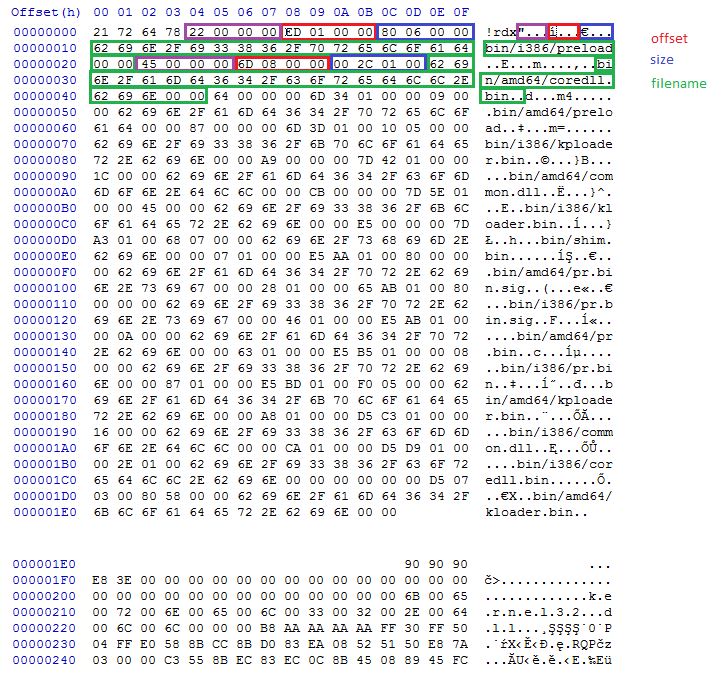 Offset(h) 00 01 02 03 04 05 06 07 08 09 0A 0B 0C 0D 0E 0F
00000000 21 72 64 78 22 00 00 00 ED 01 00 00 80 06 00 00 !rdx"...í...€...
00000010 62 69 6E 2F 69 33 38 36 2F 70 72 65 6C 6F 61 64 bin/i386/preload
00000020 00 00 45 00 00 00 6D 08 00 00 00 2C 01 00 62 69 ..E...m....,..bi
00000030 6E 2F 61 6D 64 36 34 2F 63 6F 72 65 64 6C 6C 2E n/amd64/coredll.
00000040 62 69 6E 00 00 64 00 00 00 6D 34 01 00 00 09 00 bin..d...m4.....
00000050 00 62 69 6E 2F 61 6D 64 36 34 2F 70 72 65 6C 6F .bin/amd64/prelo
00000060 61 64 00 00 87 00 00 00 6D 3D 01 00 10 05 00 00 ad..‡...m=......
00000070 62 69 6E 2F 69 33 38 36 2F 6B 70 6C 6F 61 64 65 bin/i386/kploade
00000080 72 2E 62 69 6E 00 00 A9 00 00 00 7D 42 01 00 00 r.bin..©...}B...
00000090 1C 00 00 62 69 6E 2F 61 6D 64 36 34 2F 63 6F 6D ...bin/amd64/com
000000A0 6D 6F 6E 2E 64 6C 6C 00 00 CB 00 00 00 7D 5E 01 mon.dll..Ë...}^.
000000B0 00 00 45 00 00 62 69 6E 2F 69 33 38 36 2F 6B 6C ..E..bin/i386/kl
000000C0 6F 61 64 65 72 2E 62 69 6E 00 00 E5 00 00 00 7D oader.bin..ĺ...}
000000D0 A3 01 00 68 07 00 00 62 69 6E 2F 73 68 69 6D 2E Ł..h...bin/shim.
000000E0 62 69 6E 00 00 07 01 00 00 E5 AA 01 00 80 00 00 bin......ĺŞ..€..
000000F0 00 62 69 6E 2F 61 6D 64 36 34 2F 70 72 2E 62 69 .bin/amd64/pr.bi
00000100 6E 2E 73 69 67 00 00 28 01 00 00 65 AB 01 00 80 n.sig..(...e«..€
00000110 00 00 00 62 69 6E 2F 69 33 38 36 2F 70 72 2E 62 ...bin/i386/pr.b
00000120 69 6E 2E 73 69 67 00 00 46 01 00 00 E5 AB 01 00 in.sig..F...ĺ«..
00000130 00 0A 00 00 62 69 6E 2F 61 6D 64 36 34 2F 70 72 ....bin/amd64/pr
00000140 2E 62 69 6E 00 00 63 01 00 00 E5 B5 01 00 00 08 .bin..c...ĺµ....
00000150 00 00 62 69 6E 2F 69 33 38 36 2F 70 72 2E 62 69 ..bin/i386/pr.bi
00000160 6E 00 00 87 01 00 00 E5 BD 01 00 F0 05 00 00 62 n..‡...ĺ˝..đ...b
00000170 69 6E 2F 61 6D 64 36 34 2F 6B 70 6C 6F 61 64 65 in/amd64/kploade
00000180 72 2E 62 69 6E 00 00 A8 01 00 00 D5 C3 01 00 00 r.bin..¨...ŐĂ...
00000190 16 00 00 62 69 6E 2F 69 33 38 36 2F 63 6F 6D 6D ...bin/i386/comm
000001A0 6F 6E 2E 64 6C 6C 00 00 CA 01 00 00 D5 D9 01 00 on.dll..Ę...ŐŮ..
000001B0 00 2E 01 00 62 69 6E 2F 69 33 38 36 2F 63 6F 72 ....bin/i386/cor
000001C0 65 64 6C 6C 2E 62 69 6E 00 00 00 00 00 00 D5 07 edll.bin......Ő.
000001D0 03 00 80 58 00 00 62 69 6E 2F 61 6D 64 36 34 2F ..€X..bin/amd64/
000001E0 6B 6C 6F 61 64 65 72 2E 62 69 6E 00 00 kloader.bin..
offset
size
filename
000001E0 90 90 90 ...
000001F0 E8 3E 00 00 00 00 00 00 00 00 00 00 00 00 00 00 č>..............
00000200 00 00 00 00 00 00 00 00 00 00 00 00 00 6B 00 65 .............k.e
00000210 00 72 00 6E 00 65 00 6C 00 33 00 32 00 2E 00 64 .r.n.e.l.3.2...d
00000220 00 6C 00 6C 00 00 00 B8 AA AA AA AA FF 30 FF 50 .l.l...¸ŞŞŞŞ˙0˙P
00000230 04 FF E0 58 8B CC 8B D0 83 EA 08 52 51 50 E8 7A .˙ŕX‹Ě‹Đ.ę.RQPčz
00000240 03 00 00 C3 55 8B EC 83 EC 0C 8B 45 08 89 45 FC ...ĂU‹ě.ě.‹E.‰Eü